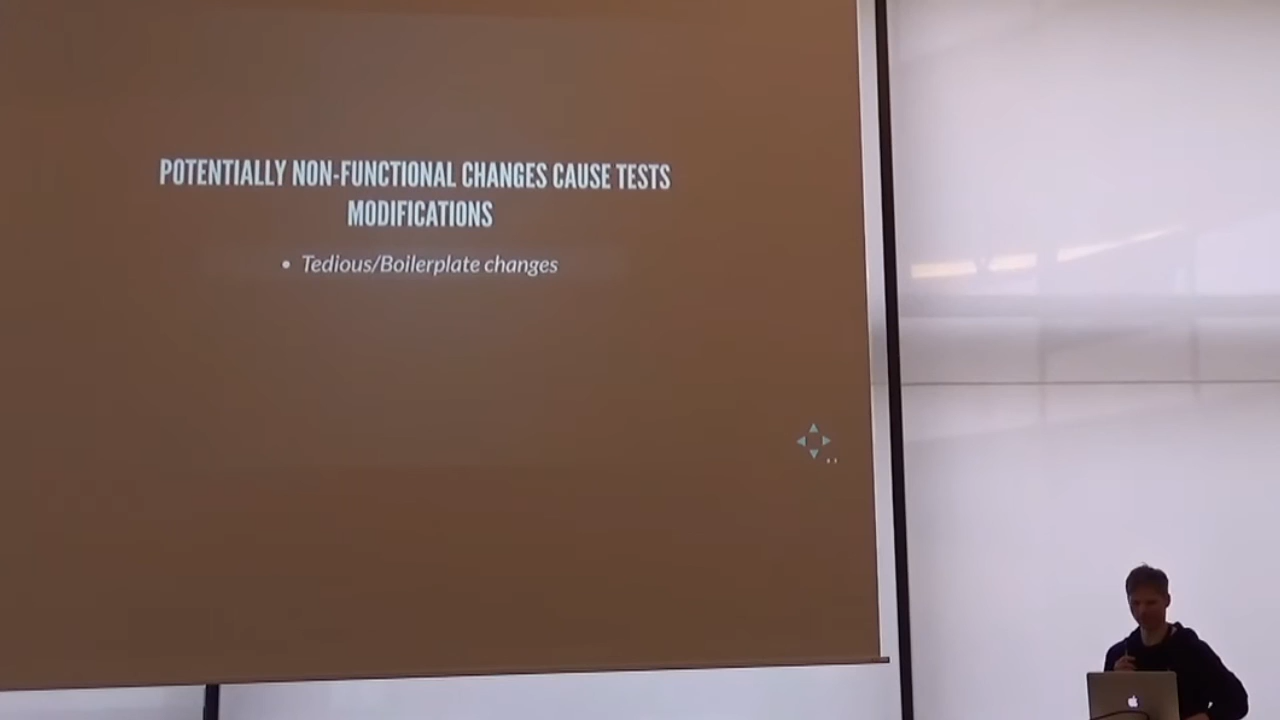 POTENTIALLY NON-FUNCTIONAL CHANGES CAUSE TESTS
MODIFICATIONS
• Tedious/Boilerplate changes